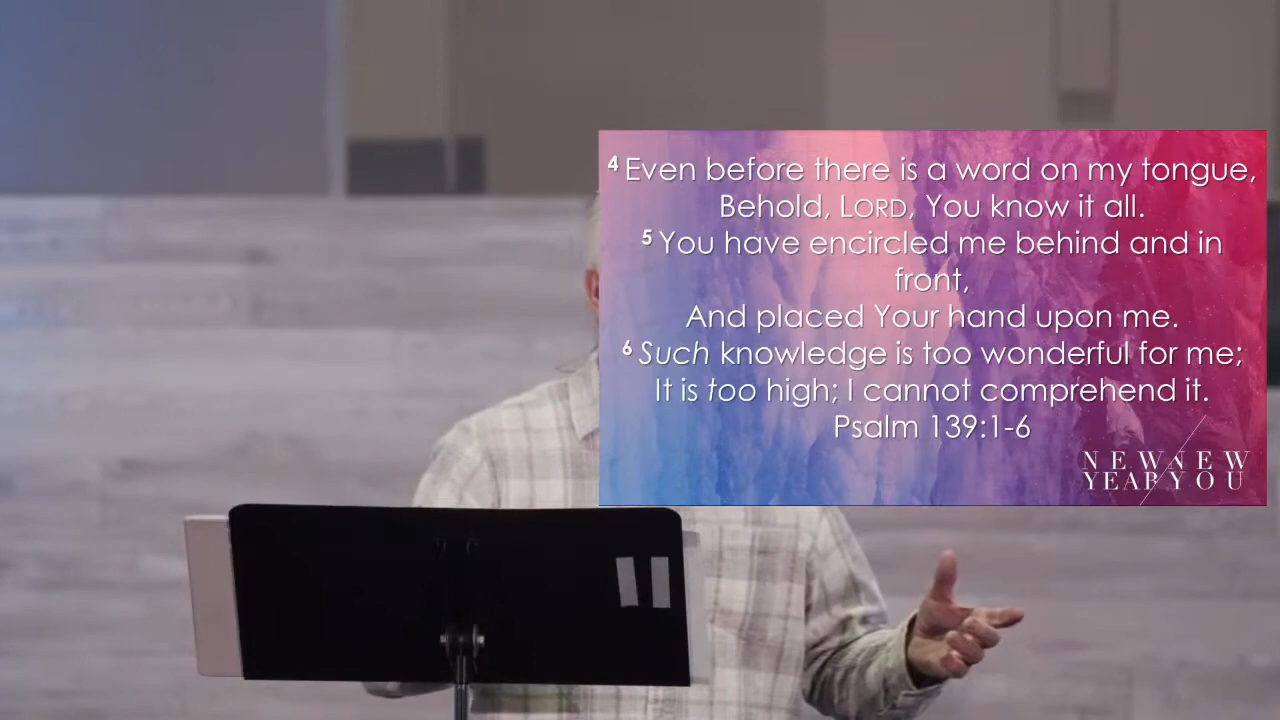 4 Even before there is a word on my tongue,
Behold, LORD, You know it all.
5 You have encircled me behind and in
front,
And placed Your hand upon me.
6 Such knowledge is too wonderful for me;
It is too high; I cannot comprehend it.
Psalm 139:1-6
NEW NEW
YEAR YOU